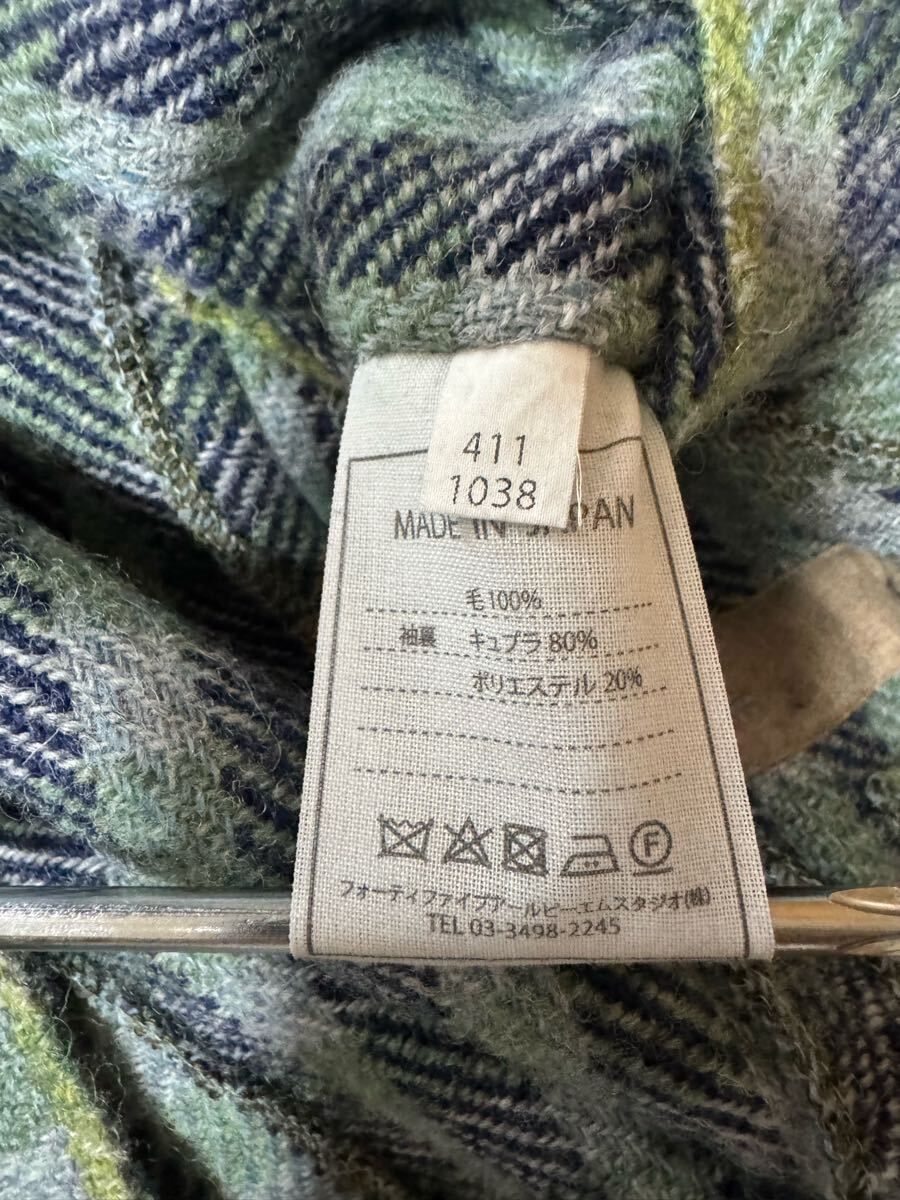 411
1038
MADE IN JAPAN
毛100%
袖裏 キュプラ 80%
ポリエステル 20%
F
フォーティファイブアールピーエムスタジオ(株)
TEL 03-3498-2245